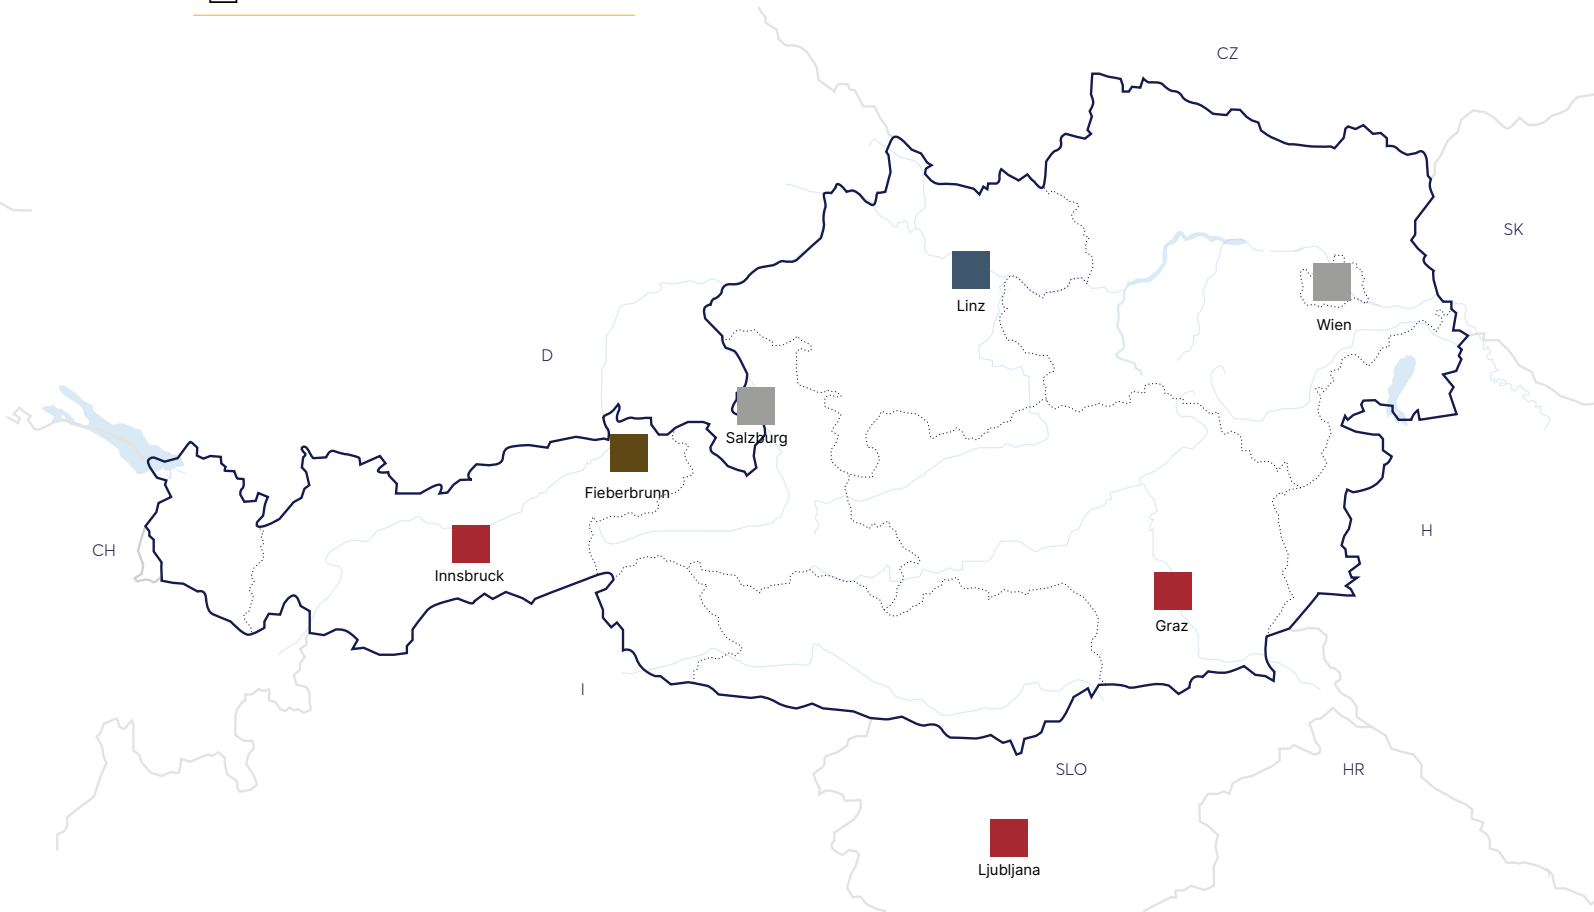 CZ
SK
Linz
Wien
D
Salzburg
Fieberbrunn
H
CH
Innsbruck
Graz
I
SLO
HR
Ljubljana